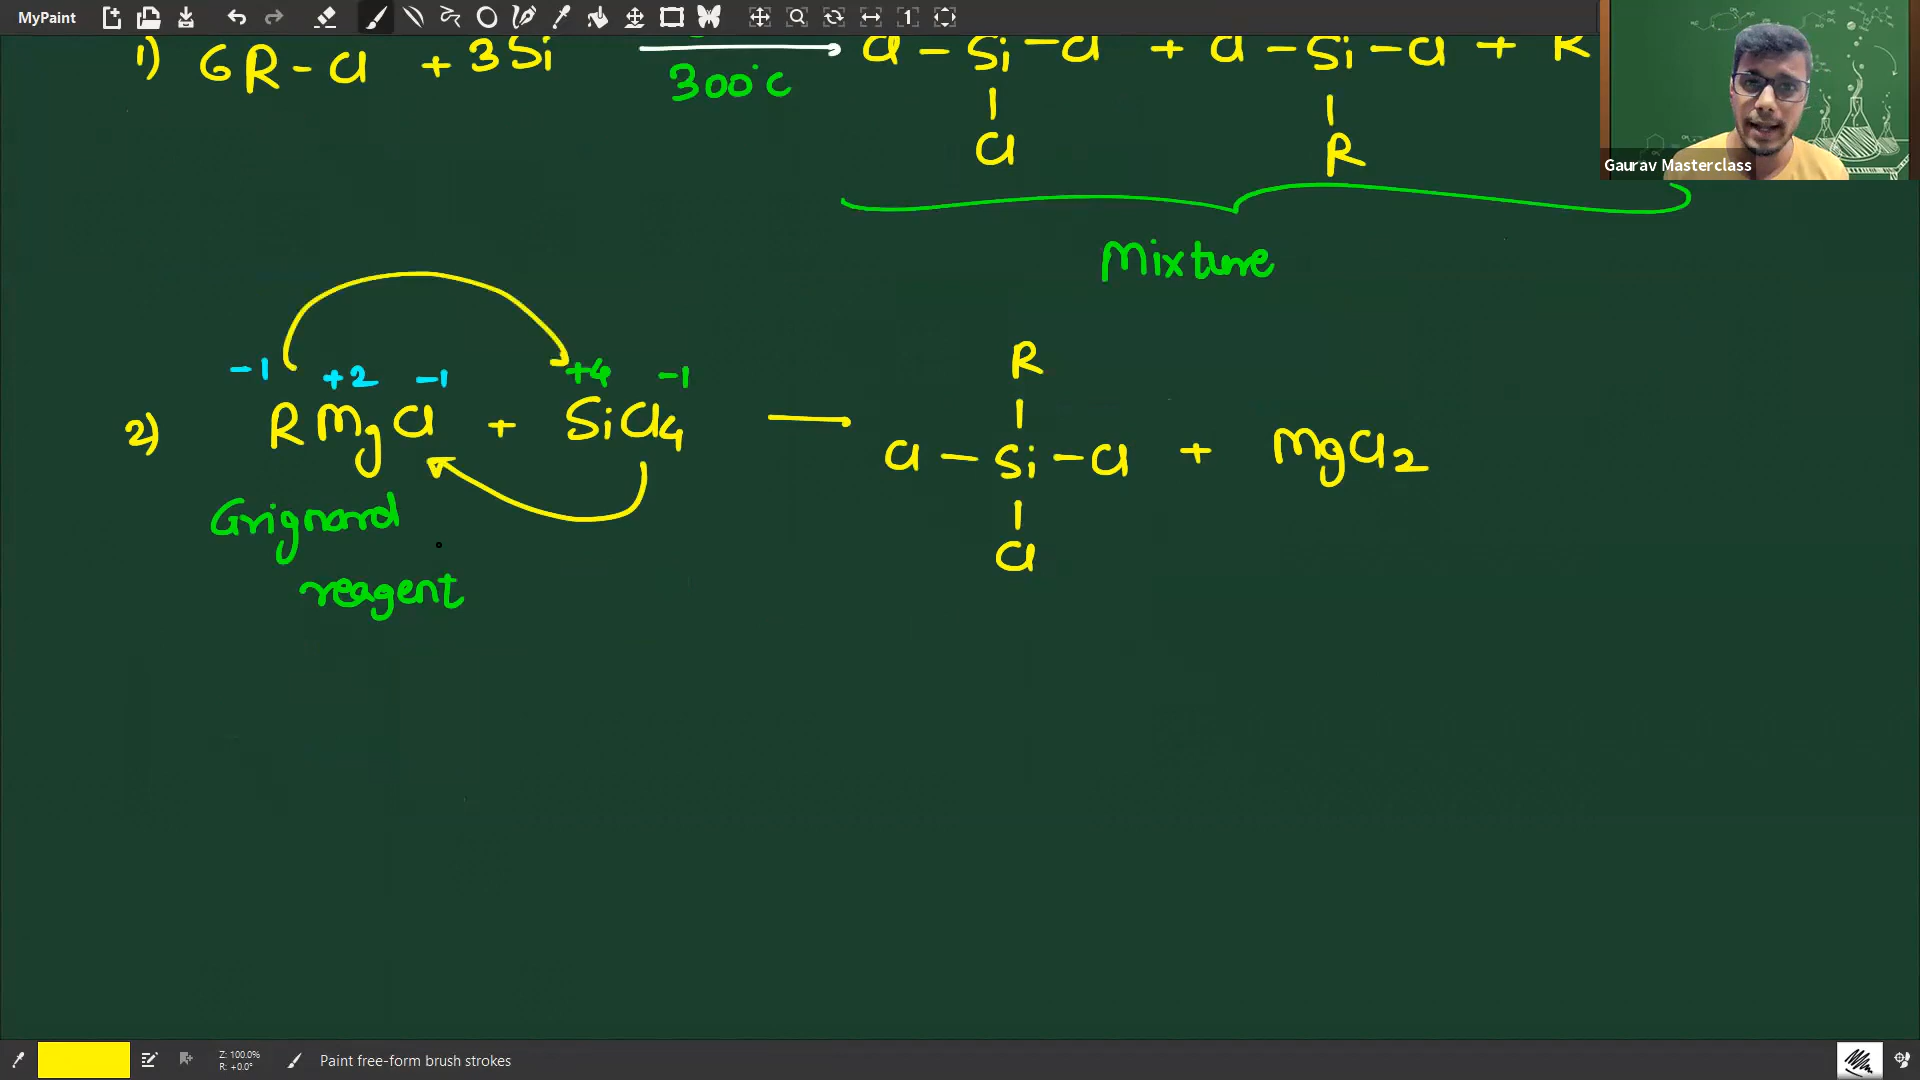 MyPaint
1) 6R-Cl + 3Si 300°C Cl-Si-Cl + Cl-Si-Cl + R
Cl R
Gaurav Masterclass
Mixture
R
-1 +2 -1 +4 -1
2) RMgCl + SiCl4 Cl-Si-Cl + MgCl2
Cl
Grignard
reagent
Z: 100.0%
R: +0.0°
Paint free-form brush strokes